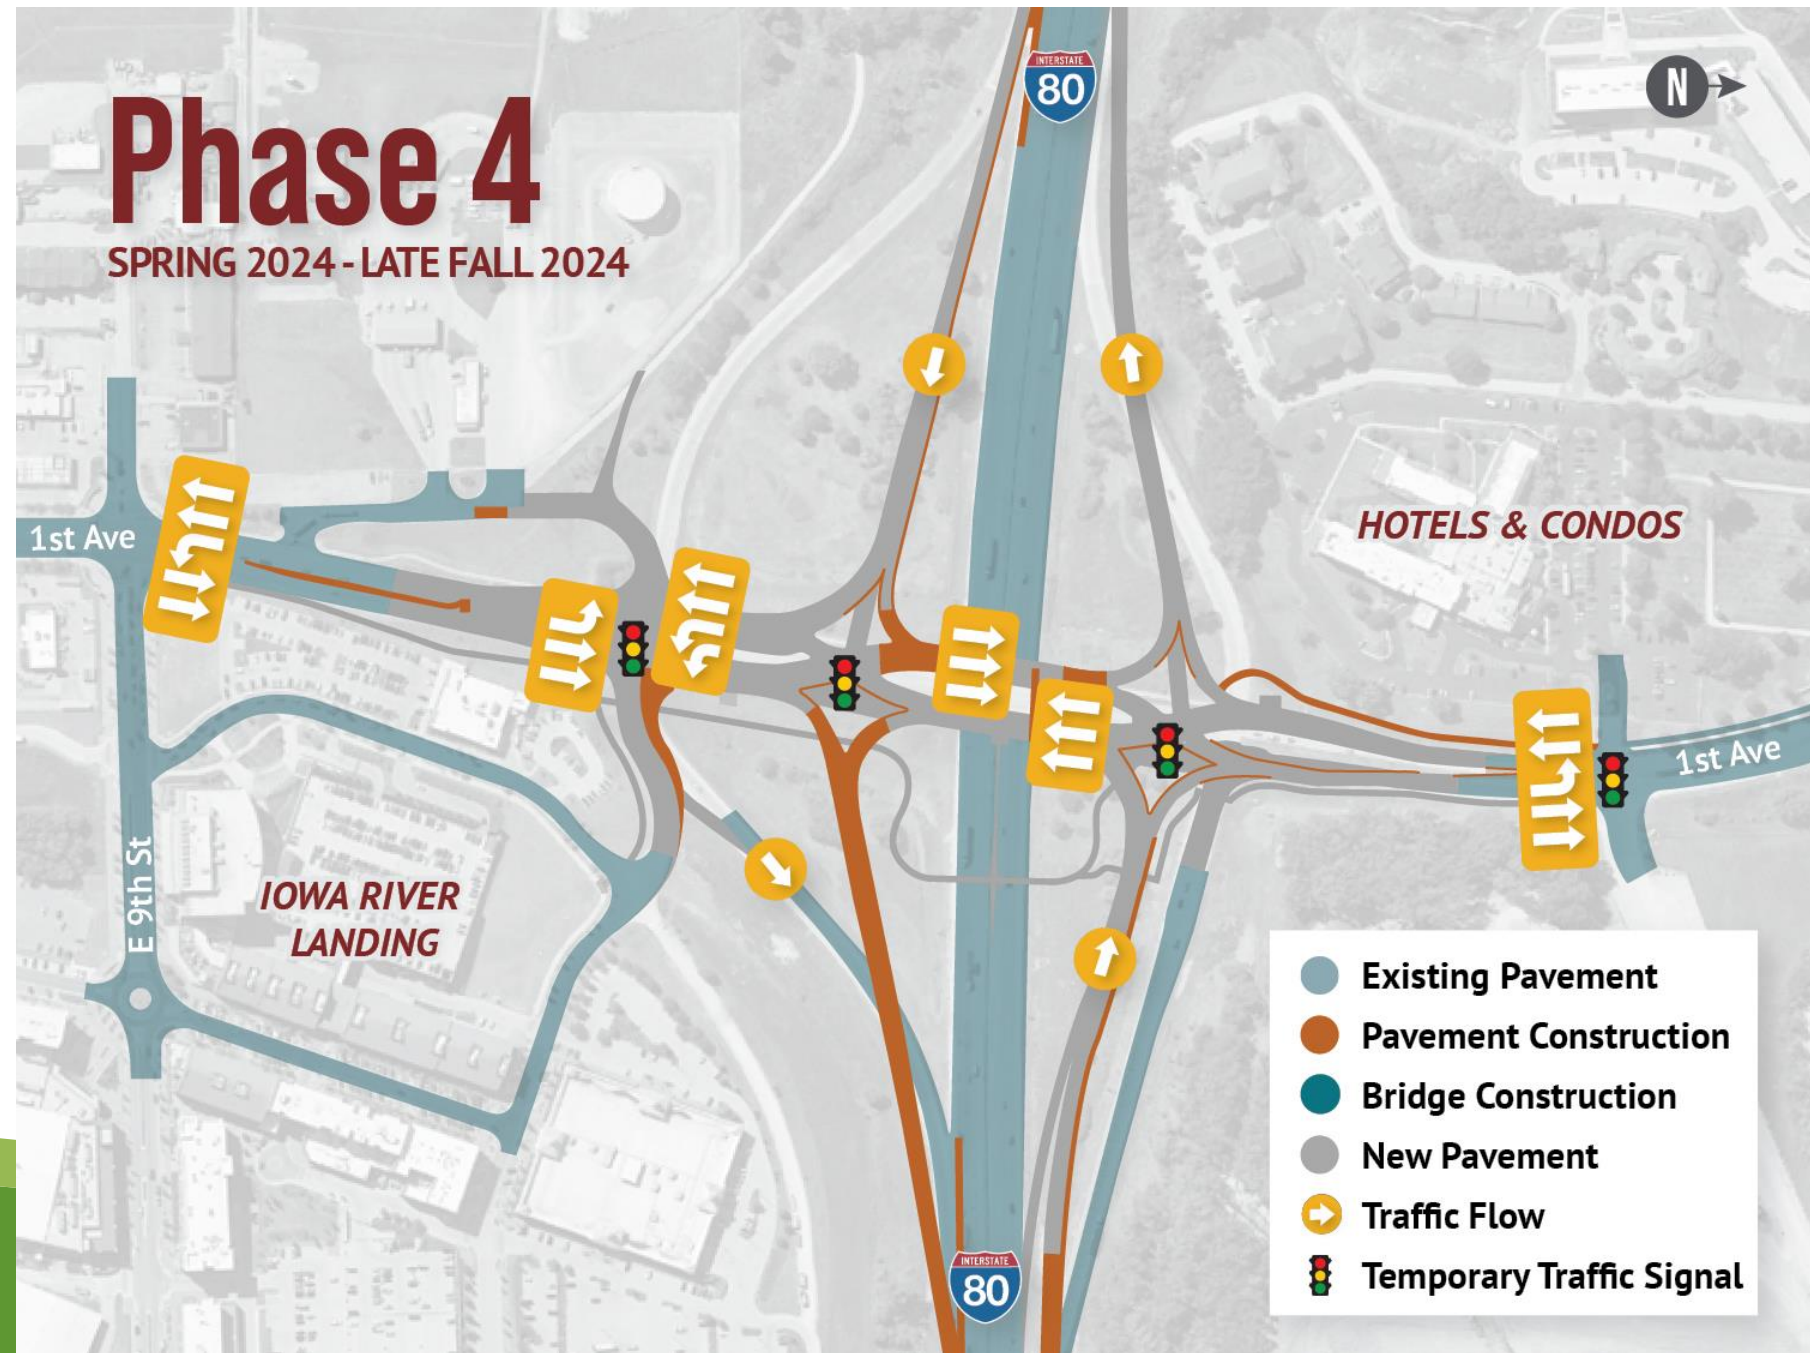 Phase 4
SPRING 2024 - LATE FALL 2024
INTERSTATE
80
N
1st Ave
HOTELS & CONDOS
1st Ave
E 9th St
IOWA RIVER
LANDING
INTERSTATE
80
Existing Pavement
Pavement Construction
Bridge Construction
New Pavement
Traffic Flow
Temporary Traffic Signal